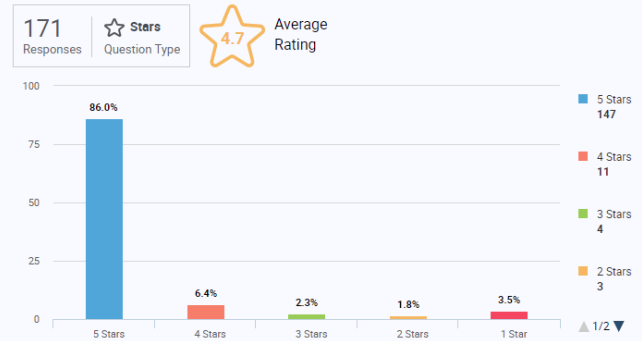 171
Responses
Stars
Question Type
4.7
Average
Rating
100
75
50
25
0
86.0%
6.4%
2.3%
1.8%
3.5%
5 Stars
4 Stars
3 Stars
2 Stars
1 Star
5 Stars
147
4 Stars
11
3 Stars
4
2 Stars
3
1/2